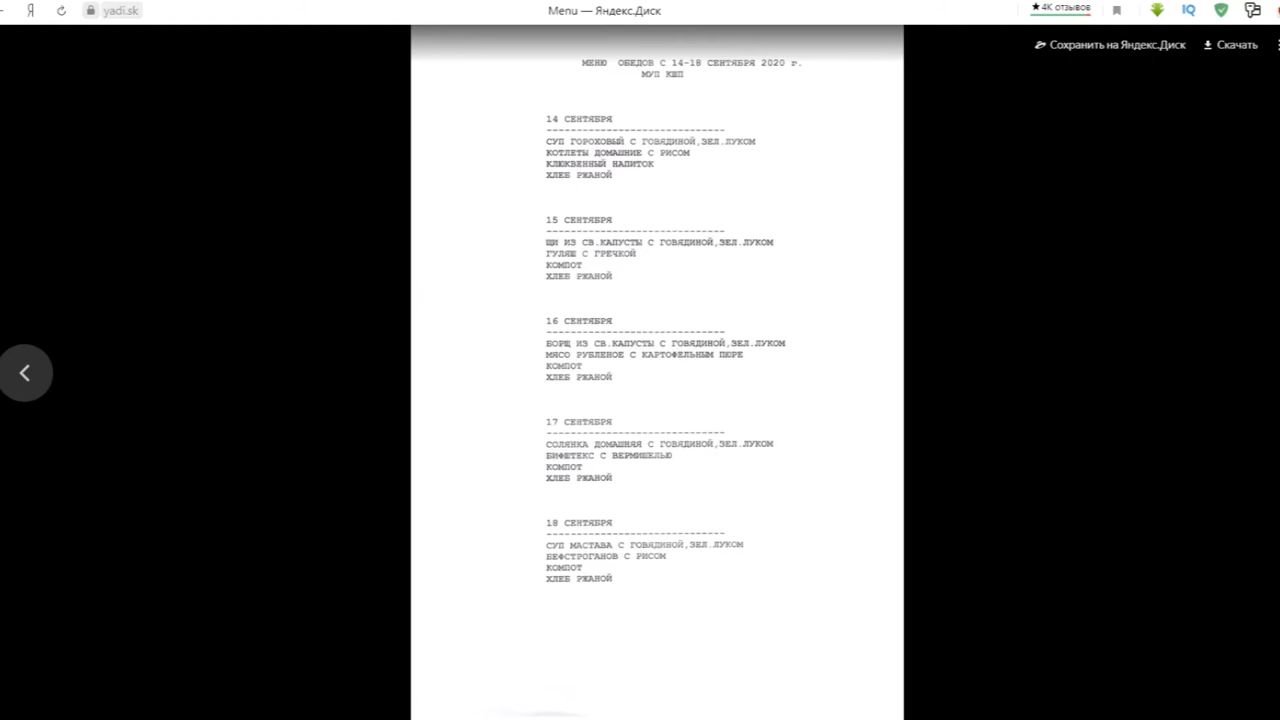 Я yadi.sk Menu — Яндекс.Диск ★4К отзывов IQ
Сохранить на Яндекс.Диск Скачать
МЕНЮ ОБЕДОВ С 14-18 СЕНТЯБРЯ 2020 г.
МУП КШП
14 СЕНТЯБРЯ
------------------------------
СУП ГОРОХОВЫЙ С ГОВЯДИНОЙ,ЗЕЛ.ЛУКОМ
КОТЛЕТЫ ДОМАШНИЕ С РИСОМ
КЛЮКВЕННЫЙ НАПИТОК
ХЛЕБ РЖАНОЙ
15 СЕНТЯБРЯ
------------------------------
ЩИ ИЗ СВ.КАПУСТЫ С ГОВЯДИНОЙ,ЗЕЛ.ЛУКОМ
ГУЛЯШ С ГРЕЧКОЙ
КОМПОТ
ХЛЕБ РЖАНОЙ
16 СЕНТЯБРЯ
------------------------------
БОРЩ ИЗ СВ.КАПУСТЫ С ГОВЯДИНОЙ,ЗЕЛ.ЛУКОМ
МЯСО РУБЛЕНОЕ С КАРТОФЕЛЬНЫМ ПЮРЕ
КОМПОТ
ХЛЕБ РЖАНОЙ
17 СЕНТЯБРЯ
------------------------------
СОЛЯНКА ДОМАШНЯЯ С ГОВЯДИНОЙ,ЗЕЛ.ЛУКОМ
БИФШТЕКС С ВЕРМИШЕЛЬЮ
КОМПОТ
ХЛЕБ РЖАНОЙ
18 СЕНТЯБРЯ
------------------------------
СУП МАСТАВА С ГОВЯДИНОЙ,ЗЕЛ.ЛУКОМ
БЕФСТРОГАНОВ С РИСОМ
КОМПОТ
ХЛЕБ РЖАНОЙ